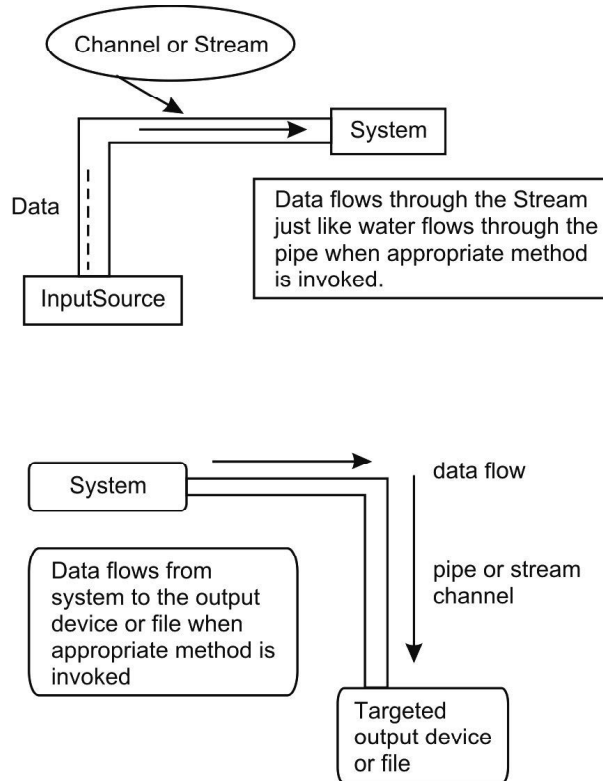 Channel or Stream
System
Data
Data flows through the Stream
just like water flows through the
pipe when appropriate method
is invoked.
InputSource
System
data flow
Data flows from
system to the output
device or file when
appropriate method is
invoked
pipe or stream
channel
Targeted
output device
or file